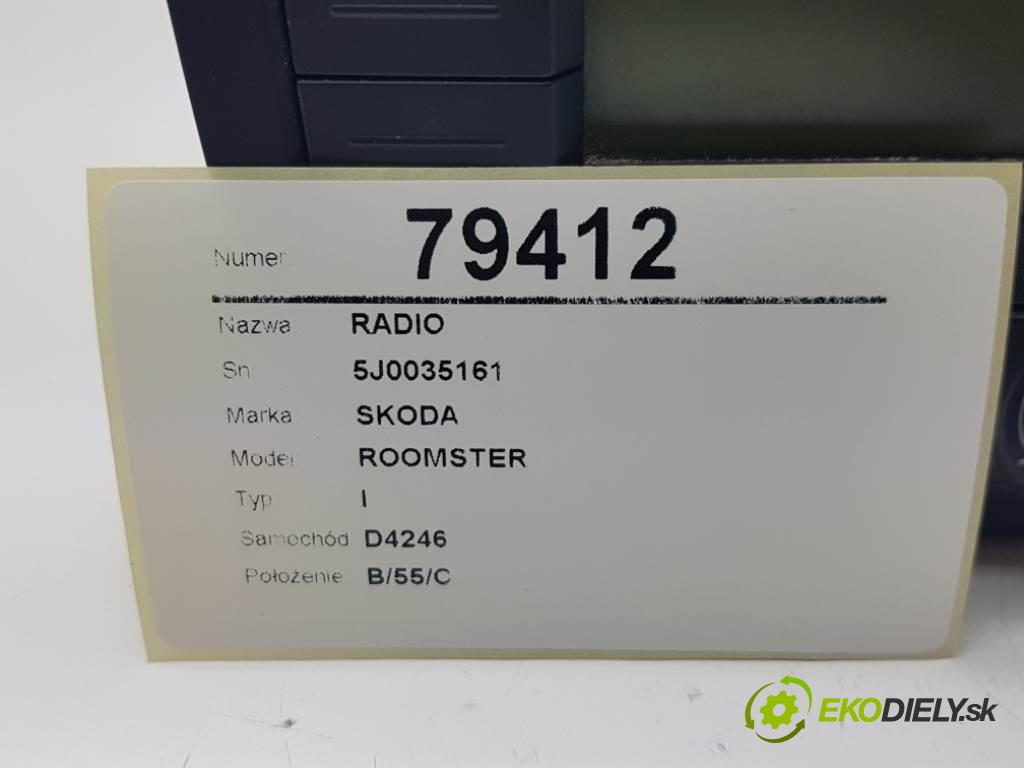 Numer 79412
Nazwa RADIO
Sn 5J0035161
Marka SKODA
Model ROOMSTER
Typ I
Samochód D4246
Położenie B/55/C
EKODIELY.sk